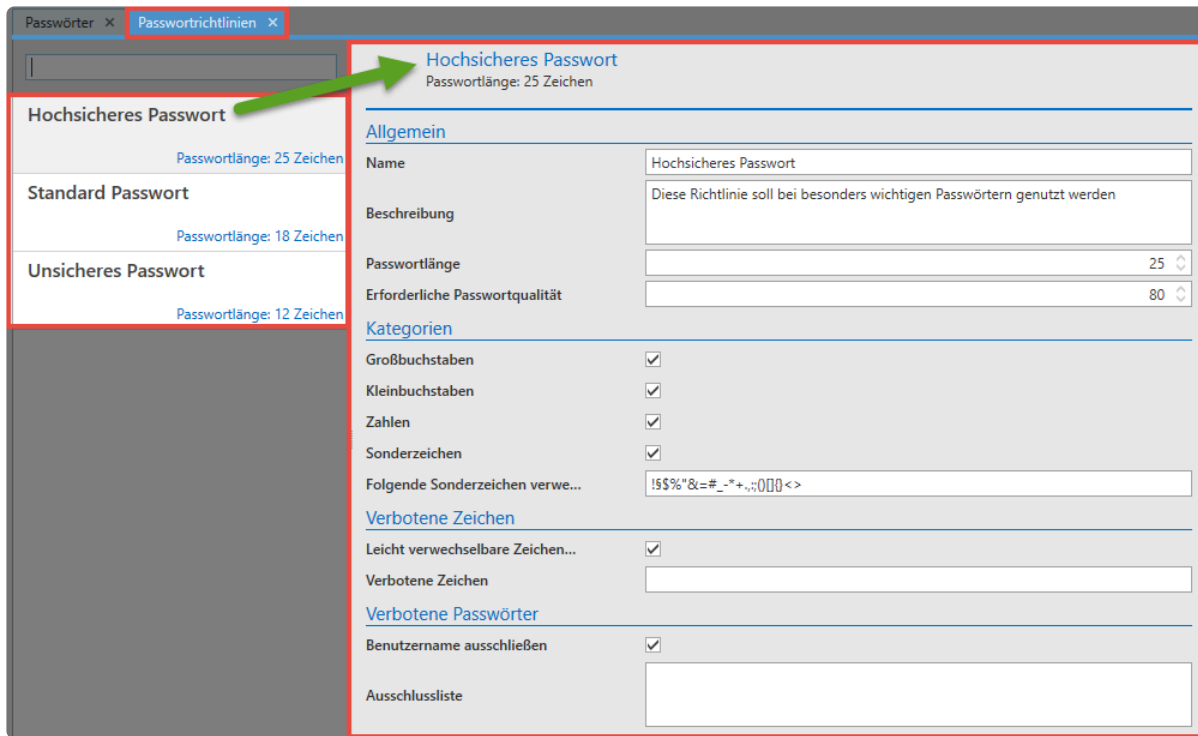 Passwörter ×
Passwortrichtlinien ×
Hochsicheres Passwort
Passwortlänge: 25 Zeichen
Standard Passwort
Passwortlänge: 18 Zeichen
Unsicheres Passwort
Passwortlänge: 12 Zeichen
Hochsicheres Passwort
Passwortlänge: 25 Zeichen
Allgemein
Name Hochsicheres Passwort
Beschreibung Diese Richtlinie soll bei besonders wichtigen Passwörtern genutzt werden
Passwortlänge 25
Erforderliche Passwortqualität 80
Kategorien
Großbuchstaben
Kleinbuchstaben
Zahlen
Sonderzeichen
Folgende Sonderzeichen verwe... !§$%"&=#_-*+.,:;()[]{}<>
Verbotene Zeichen
Leicht verwechselbare Zeichen...
Verbotene Zeichen
Verbotene Passwörter
Benutzername ausschließen
Ausschlussliste